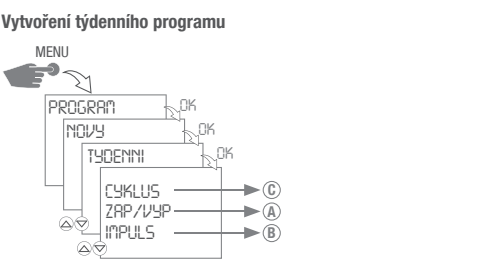 Vytvoření týdenního programu
MENU
PROGRAM
OK
NOVY
OK
TYDENNI
OK
CYKLUS
C
ZAP/VYP
A
IMPULS
B